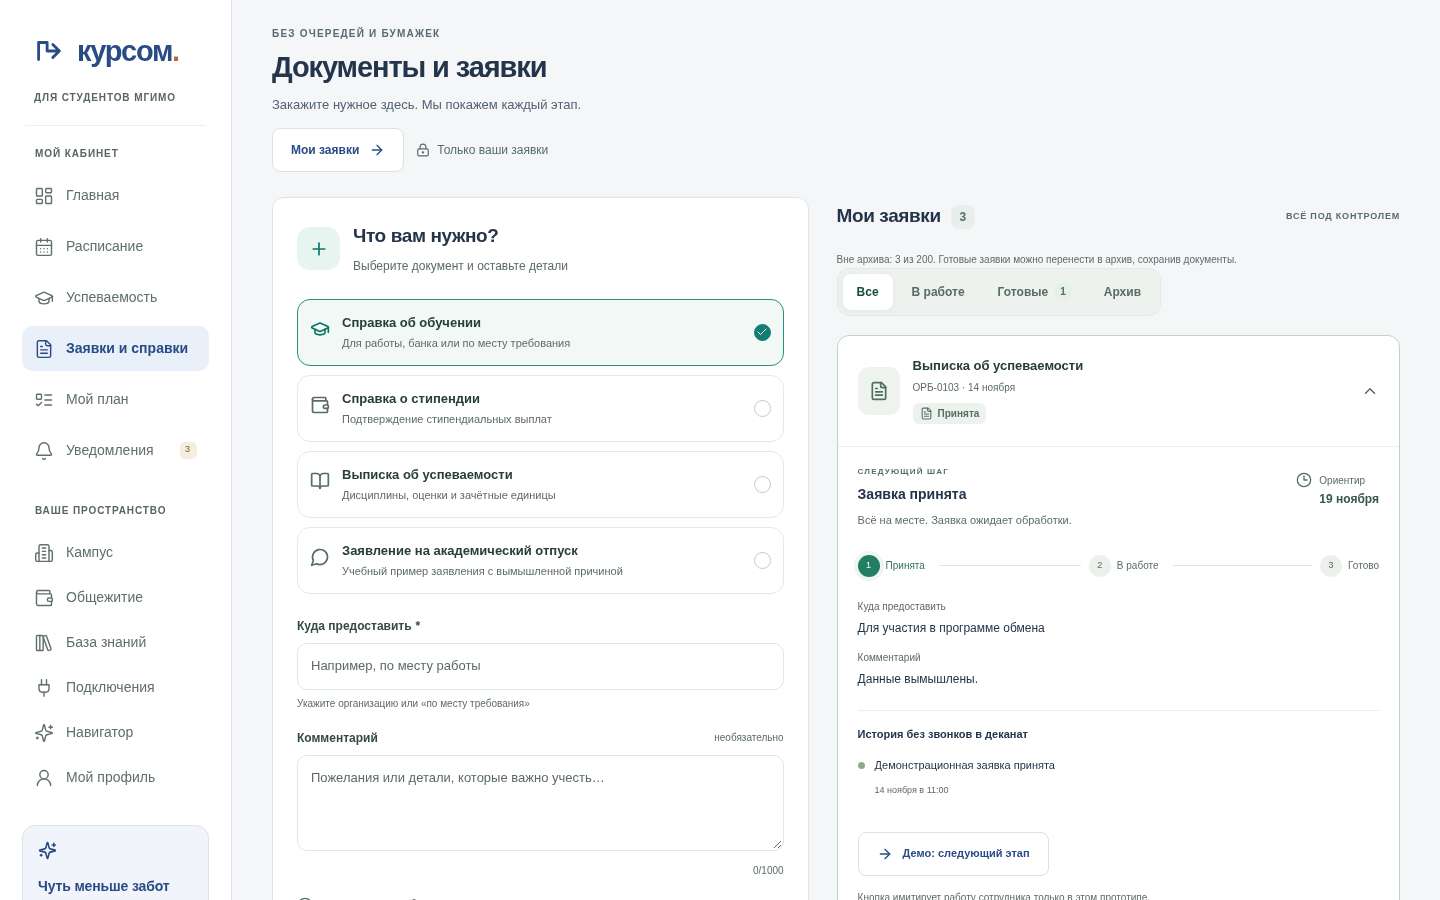 курсом.
ДЛЯ СТУДЕНТОВ МГИМО
МОЙ КАБИНЕТ
Главная
Расписание
Успеваемость
Заявки и справки
Мой план
Уведомления 3
ВАШЕ ПРОСТРАНСТВО
Кампус
Общежитие
База знаний
Подключения
Навигатор
Мой профиль
Чуть меньше забот
БЕЗ ОЧЕРЕДЕЙ И БУМАЖЕК
Документы и заявки
Закажите нужное здесь. Мы покажем каждый этап.
Мои заявки
Только ваши заявки
Что вам нужно?
Выберите документ и оставьте детали
Справка об обучении
Для работы, банка или по месту требования
Справка о стипендии
Подтверждение стипендиальных выплат
Выписка об успеваемости
Дисциплины, оценки и зачётные единицы
Заявление на академический отпуск
Учебный пример заявления с вымышленной причиной
Куда предоставить *
Например, по месту работы
Укажите организацию или «по месту требования»
Комментарий необязательно
Пожелания или детали, которые важно учесть…
0/1000
Мои заявки 3
ВСЁ ПОД КОНТРОЛЕМ
Вне архива: 3 из 200. Готовые заявки можно перенести в архив, сохранив документы.
Все В работе Готовые 1 Архив
Выписка об успеваемости
ОРБ-0103 · 14 ноября
Принята
СЛЕДУЮЩИЙ ШАГ
Заявка принята
Всё на месте. Заявка ожидает обработки.
Ориентир
19 ноября
1 Принята 2 В работе 3 Готово
Куда предоставить
Для участия в программе обмена
Комментарий
Данные вымышлены.
История без звонков в деканат
Демонстрационная заявка принята
14 ноября в 11:00
Демо: следующий этап
Кнопка имитирует работу сотрудника только в этом прототипе.